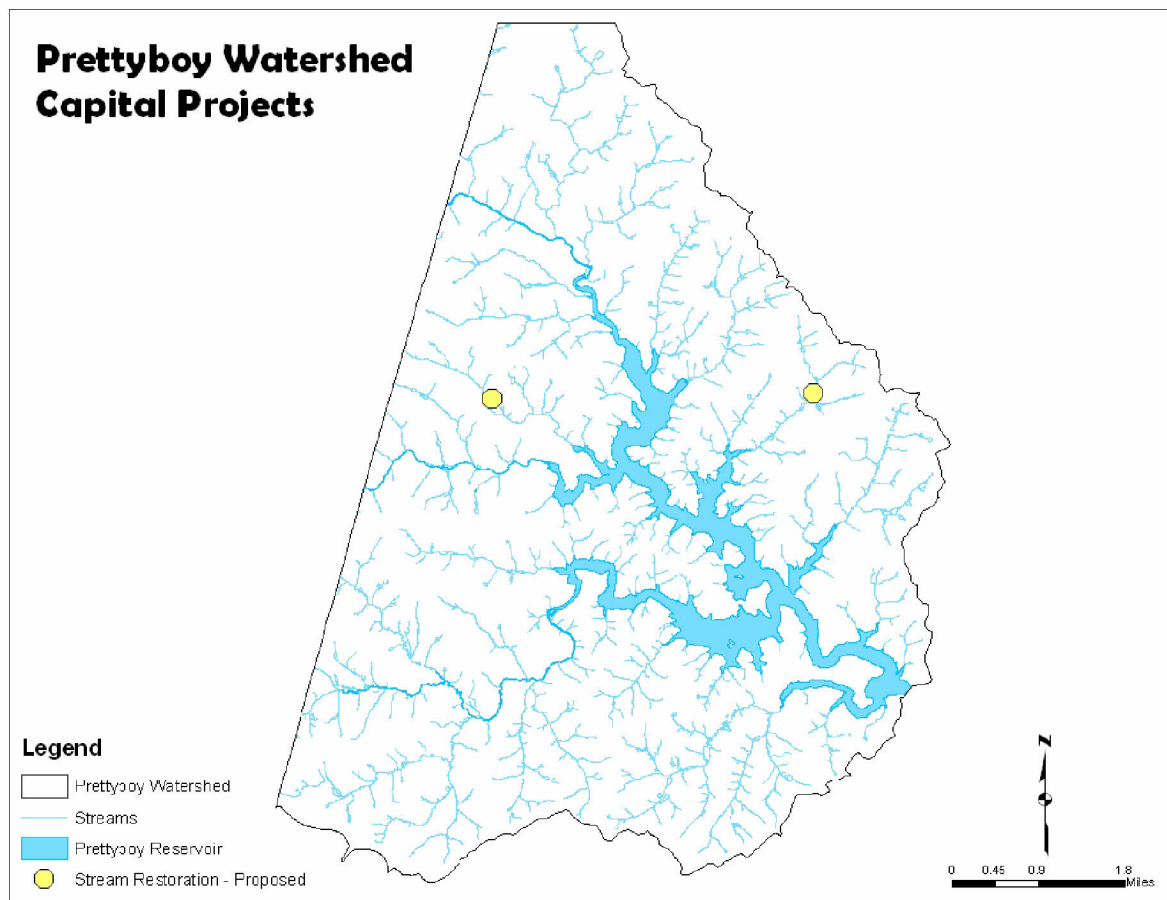 Prettyboy Watershed
Capital Projects
Legend
Prettyboy Watershed
Streams
Prettyboy Reservoir
Stream Restoration - Proposed
N
0 0.45 0.9 1.8
Miles